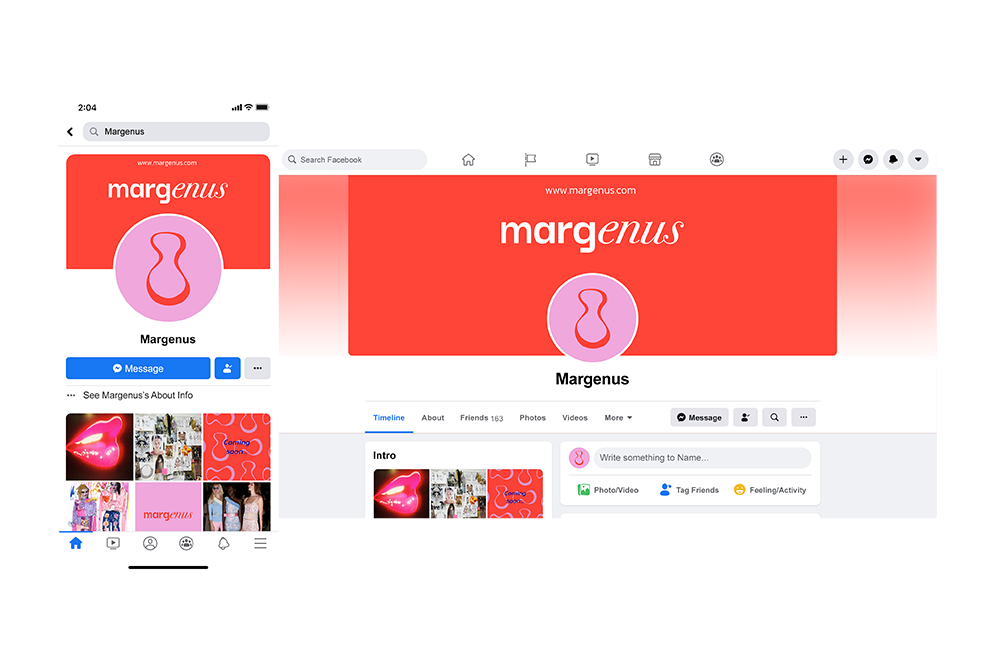 2:04
Margenus
www.margenus.com
margenus
Margenus
Message
See Margenus's About Info
Coming
soon..
margenus
Search Facebook
www.margenus.com
margenus
Margenus
Timeline About Friends 163 Photos Videos More
Message
Intro
Coming
soon..
Write something to Name...
Photo/Video Tag Friends Feeling/Activity